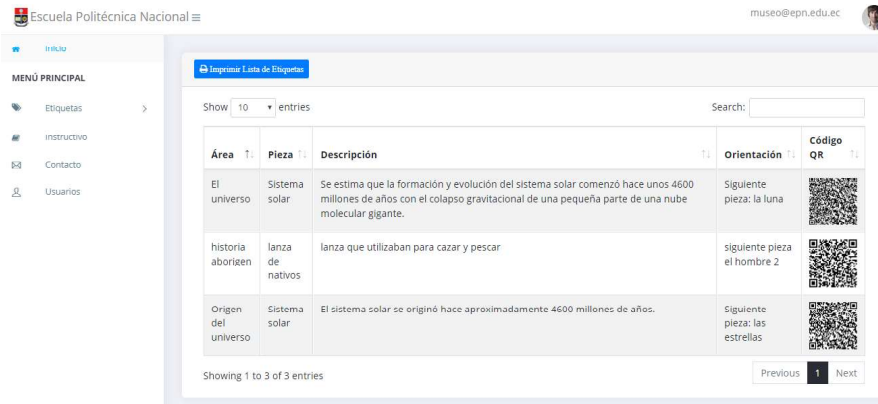 Escuela Politécnica Nacional
museo@epn.edu.ec
Inicio
MENÚ PRINCIPAL
Etiquetas
Instructivo
Contacto
Usuarios
Imprimir Lista de Etiquetas
Show 10 entries
Search:
Área Pieza Descripción Orientación Código QR
El universo
Sistema solar
Se estima que la formación y evolución del sistema solar comenzó hace unos 4600
millones de años con el colapso gravitacional de una pequeña parte de una nube
molecular gigante.
Siguiente
pieza: la luna
historia
aborigen
lanza
de
nativos
lanza que utilizaban para cazar y pescar
siguiente pieza
el hombre 2
Origen
del
universo
Sistema
solar
El sistema solar se originó hace aproximadamente 4600 millones de años.
Siguiente
pieza: las
estrellas
Showing 1 to 3 of 3 entries
Previous 1 Next